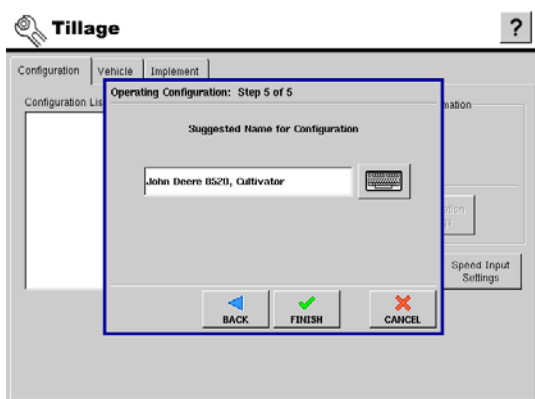 Tillage
?
Configuration
Vehicle
Implement
Configuration Lis
Operating Configuration: Step 5 of 5
Suggested Name for Configuration
John Deere 8520, Cultivator
Speed Input
Settings
BACK
FINISH
CANCEL